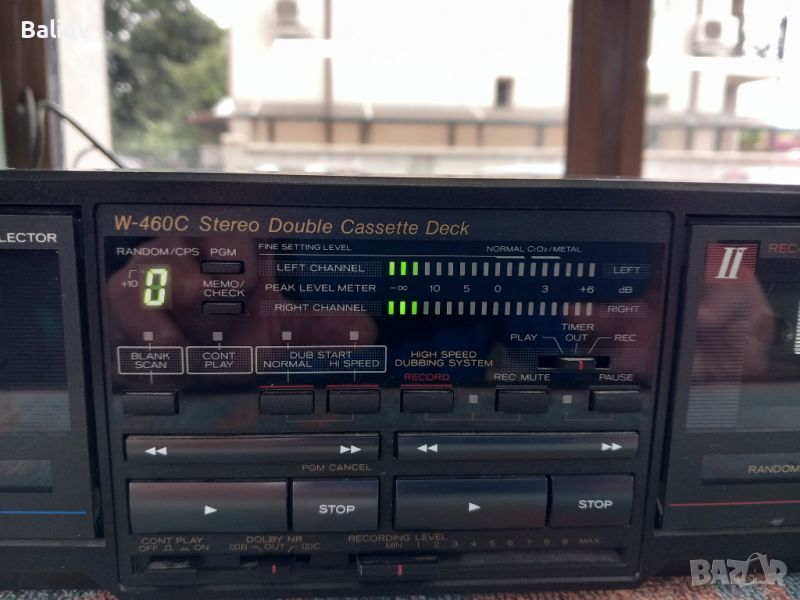 Baliev
W-460C Stereo Double Cassette Deck
LECTOR
RANDOM/CPS PGM
FINE SETTING LEVEL
NORMAL CrO2/METAL
REC
+10
0
MEMO/
CHECK
LEFT CHANNEL
LEFT
PEAK LEVEL METER
-∞ 10 5 0 3 +6 dB
RIGHT CHANNEL
RIGHT
II
TIMER
PLAY OUT REC
BLANK
SCAN
CONT
PLAY
DUB START
NORMAL HI SPEED
HIGH SPEED
DUBBING SYSTEM
RECORD
REC MUTE
PAUSE
PGM CANCEL
RANDOM
STOP
STOP
CONT PLAY
OFF ON
DOLBY NR
B OUT C
RECORDING LEVEL
MIN 1 2 3 4 5 6 7 8 9 MAX
BAZAR